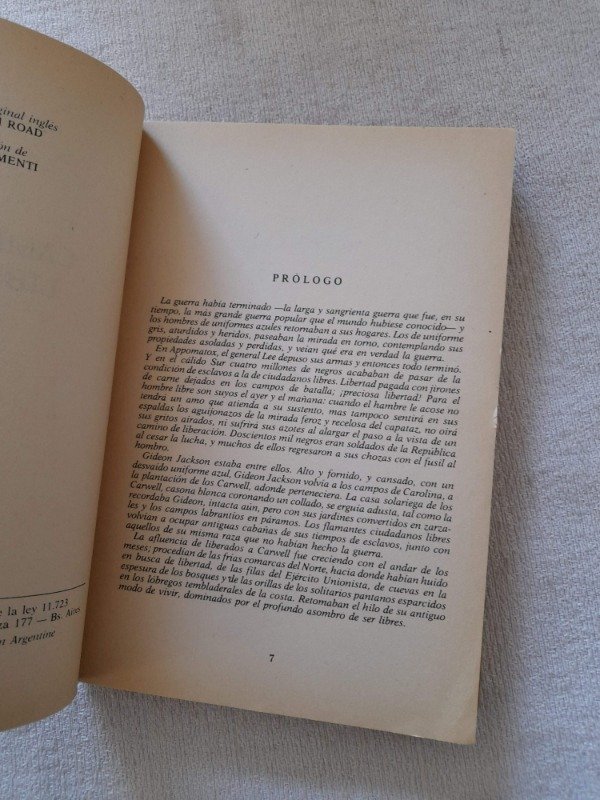 ginal inglés
ROAD
ón de
MENTI
e la ley 11.723
za 177 — Bs. Aires
n Argentine
PRÓLOGO
La guerra había terminado —la larga y sangrienta guerra que fue, en su
tiempo, la mas grande guerra popular que el mundo hubiese conocido— y
los hombres de uniformes azules retornaban a sus hogares. Los de uniforme
gris, aturdidos y heridos, paseaban la mirada en torno, contemplando sus
propiedades asoladas y perdidas, y veían qué era en verdad la guerra.
En Appomatox, el general Lee depuso sus armas y entonces todo terminó.
Y en el cálido Sur cuatro millones de negros acababan de pasar de la
condición de esclavos a la de ciudadanos libres. Libertad pagada con jirones
de carne dejados en los campos de batalla; ¡preciosa libertad! Para el
hombre libre son suyos el ayer y el mañana: cuando el hambre le acose no
tendrá un amo que atienda a su sustento, mas tampoco sentirá en sus
espaldas los aguijonazos de la mirada feroz y recelosa del capataz, no oirá
sus gritos airados, ni sufrirá sus azotes al alargar el paso a la vista de un
camino de liberación. Doscientos mil negros eran soldados de la República
al cesar la lucha, y muchos de ellos regresaron a sus chozas con el fusil al
hombro.
Gideon Jackson estaba entre ellos. Alto y fornido, y cansado, con un
desvaido uniforme azul, Gideon Jackson volvía a los campos de Carolina, a
la plantación de los Carwell, adonde perteneciera. La casa solariega de los
Carwell, casona blanca coronando un collado, se erguía adusta, tal como la
recordaba Gideon, intacta aún, pero con sus jardines convertidos en zarza-
les y los campos labrantíos en páramos. Los flamantes ciudadanos libres
volvían a ocupar antiguas cabañas de sus tiempos de esclavos, junto con
aquellos de su misma raza que no habían hecho la guerra.
La afluencia de liberados a Carwell fue creciendo con el andar de los
meses; procedían de las frias comarcas del Norte, hacia donde habían huido
en busca de libertad, de las filas del Ejército Unionista, de cuevas en la
espesura de los bosques y de las orillas de los solitarios pantanos esparcidos
en los lóbregos tembladerales de la costa. Retomaban el hilo de su antiguo
modo de vivir, dominados por el profundo asombro de ser libres.
7